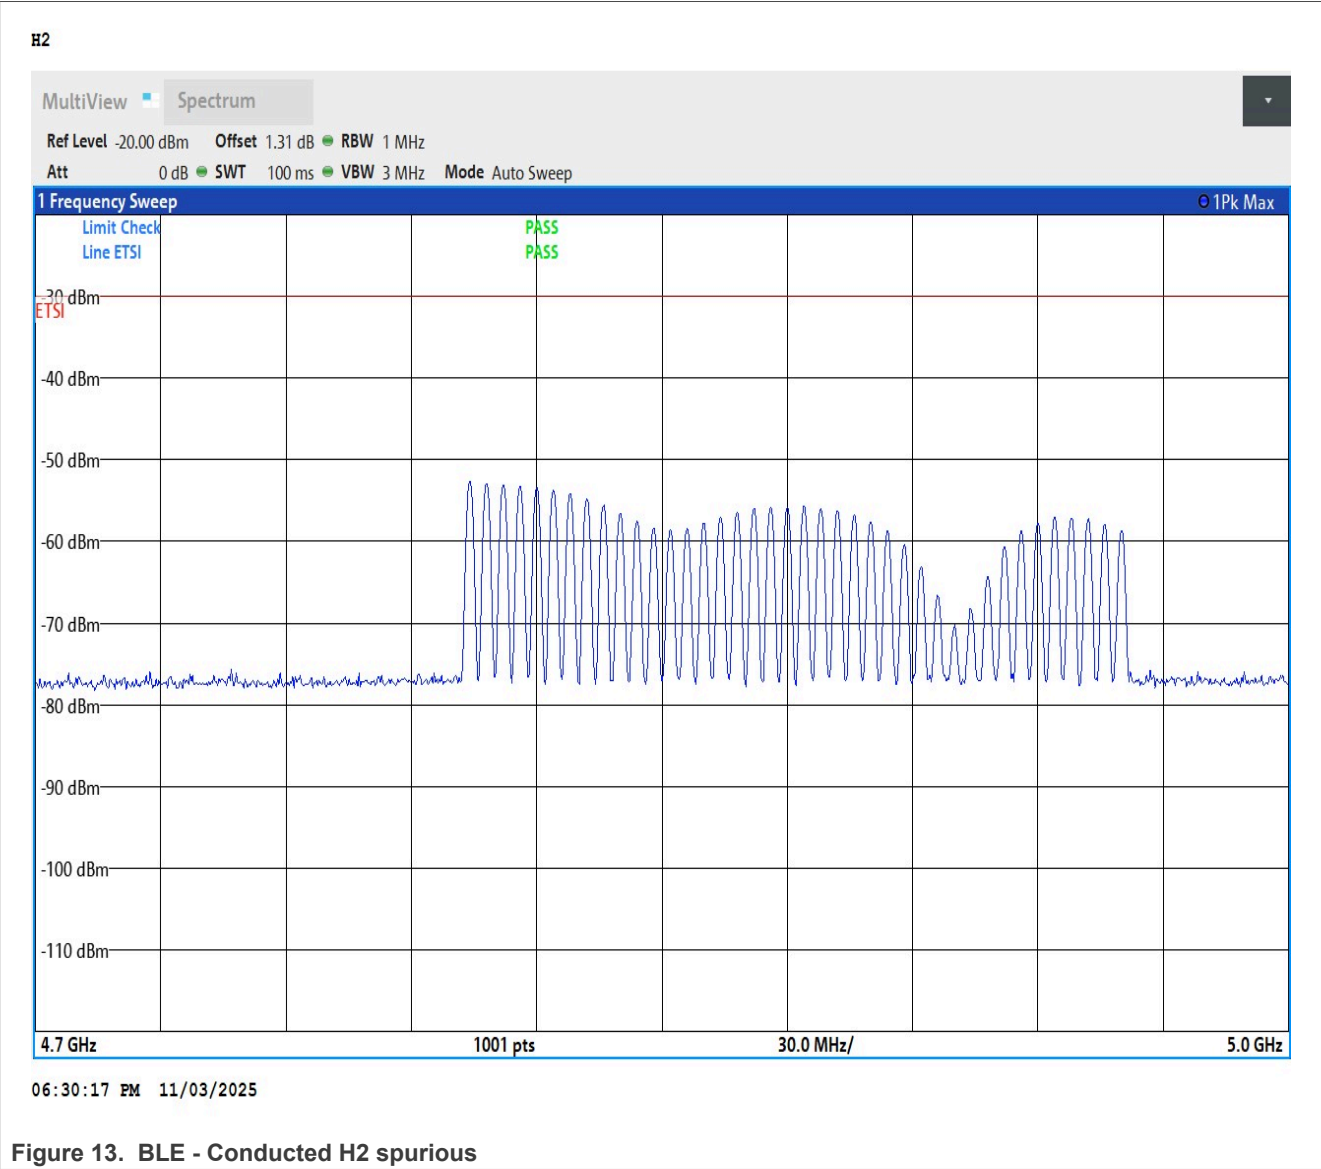 H2
MultiView Spectrum
Ref Level -20.00 dBm Offset 1.31 dB RBW 1 MHz
Att 0 dB SWT 100 ms VBW 3 MHz Mode Auto Sweep
1 Frequency Sweep 1Pk Max
Limit Check PASS
Line ETSI PASS
-30 dBm
ETSI
-40 dBm
-50 dBm
-60 dBm
-70 dBm
-80 dBm
-90 dBm
-100 dBm
-110 dBm
4.7 GHz 1001 pts 30.0 MHz/ 5.0 GHz
06:30:17 PM 11/03/2025
Figure 13. BLE - Conducted H2 spurious